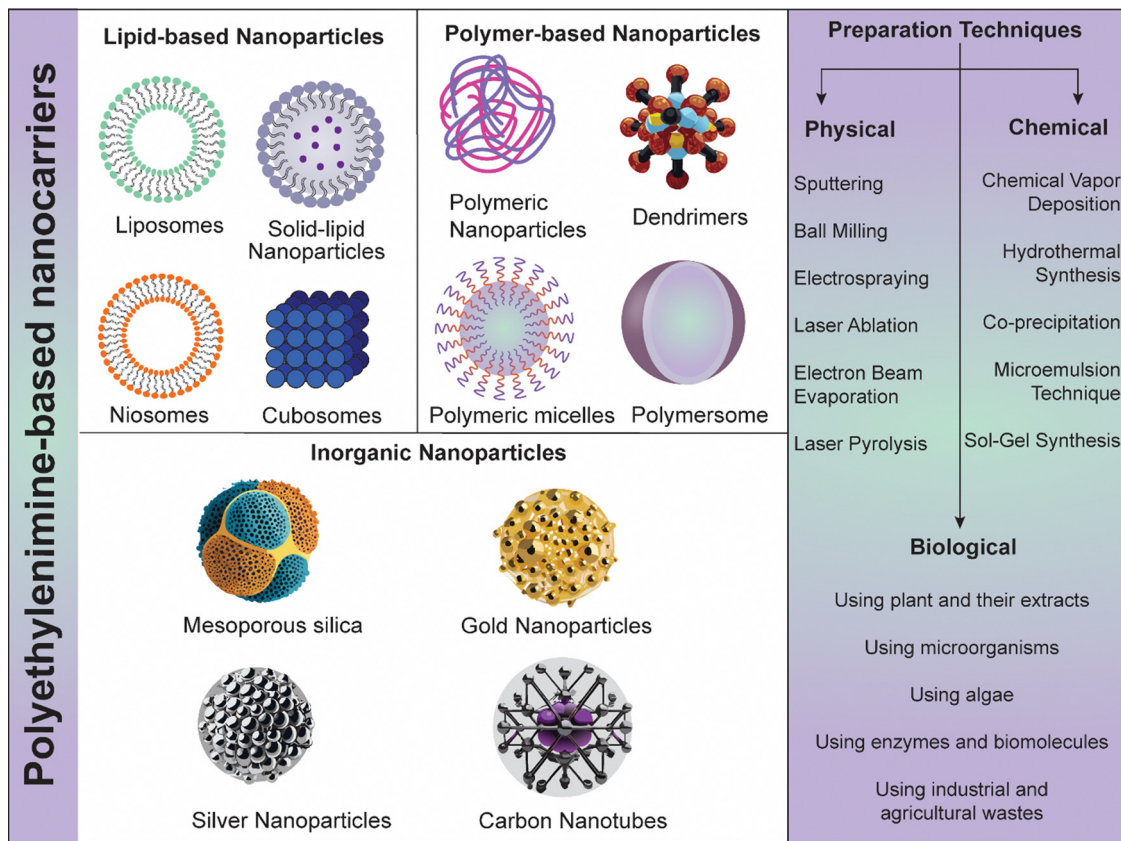 Polyethylenimine-based nanocarriers
Lipid-based Nanoparticles
Liposomes
Solid-lipid
Nanoparticles
Niosomes
Cubosomes
Polymer-based Nanoparticles
Polymeric
Nanoparticles
Dendrimers
Polymeric micelles
Polymersome
Inorganic Nanoparticles
Mesoporous silica
Gold Nanoparticles
Silver Nanoparticles
Carbon Nanotubes
Preparation Techniques
Physical
Sputtering
Ball Milling
Electrospraying
Laser Ablation
Electron Beam
Evaporation
Laser Pyrolysis
Chemical
Chemical Vapor
Deposition
Hydrothermal
Synthesis
Co-precipitation
Microemulsion
Technique
Sol-Gel Synthesis
Biological
Using plant and their extracts
Using microorganisms
Using algae
Using enzymes and biomolecules
Using industrial and
agricultural wastes